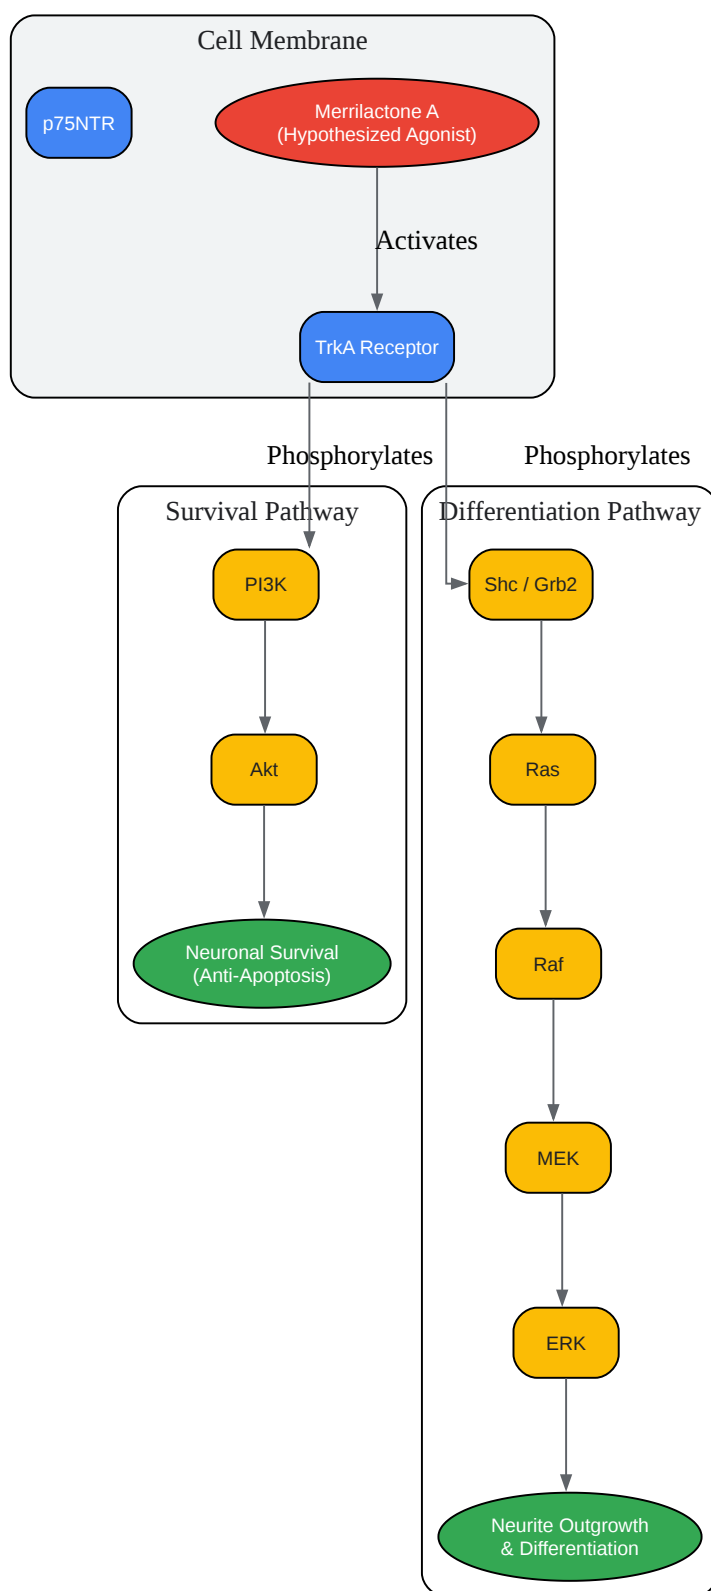 Cell Membrane
p75NTR
Merrilactone A
(Hypothesized Agonist)
Activates
TrkA Receptor
Phosphorylates
Phosphorylates
Survival Pathway
Differentiation Pathway
PI3K
Shc / Grb2
Akt
Ras
Neuronal Survival
(Anti-Apoptosis)
Raf
MEK
ERK
Neurite Outgrowth
& Differentiation